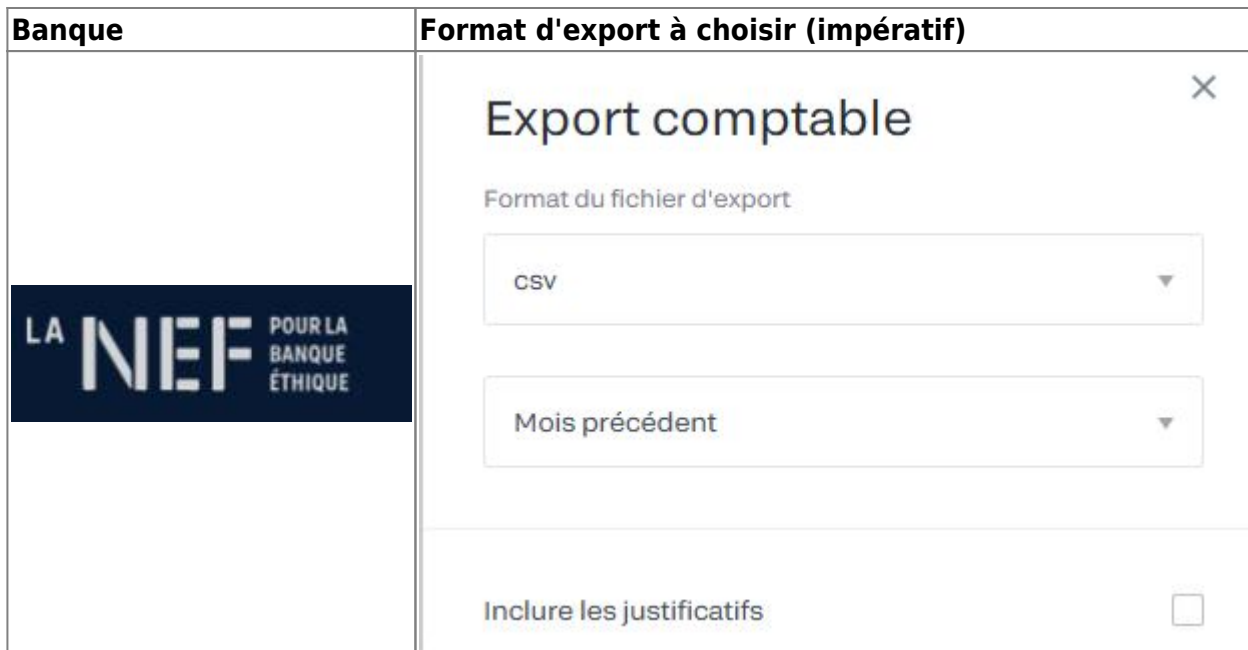 Banque
Format d'export à choisir (impératif)
LA NEF POUR LA
BANQUE
ÉTHIQUE
Export comptable
Format du fichier d'export
csv
Mois précédent
Inclure les justificatifs